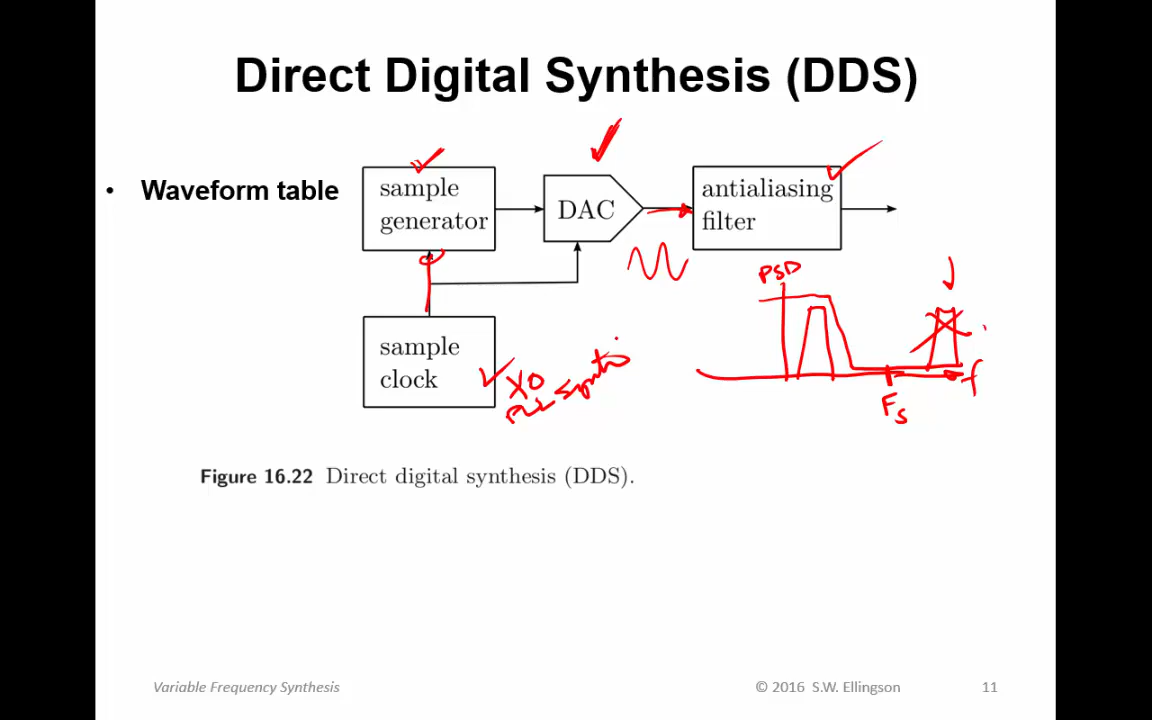 Direct Digital Synthesis (DDS)
• Waveform table
sample
generator
DAC
antialiasing
filter
PSD
sample
clock
XO
PLL
f
Fs
Figure 16.22 Direct digital synthesis (DDS).
Variable Frequency Synthesis
© 2016 S.W. Ellingson
11